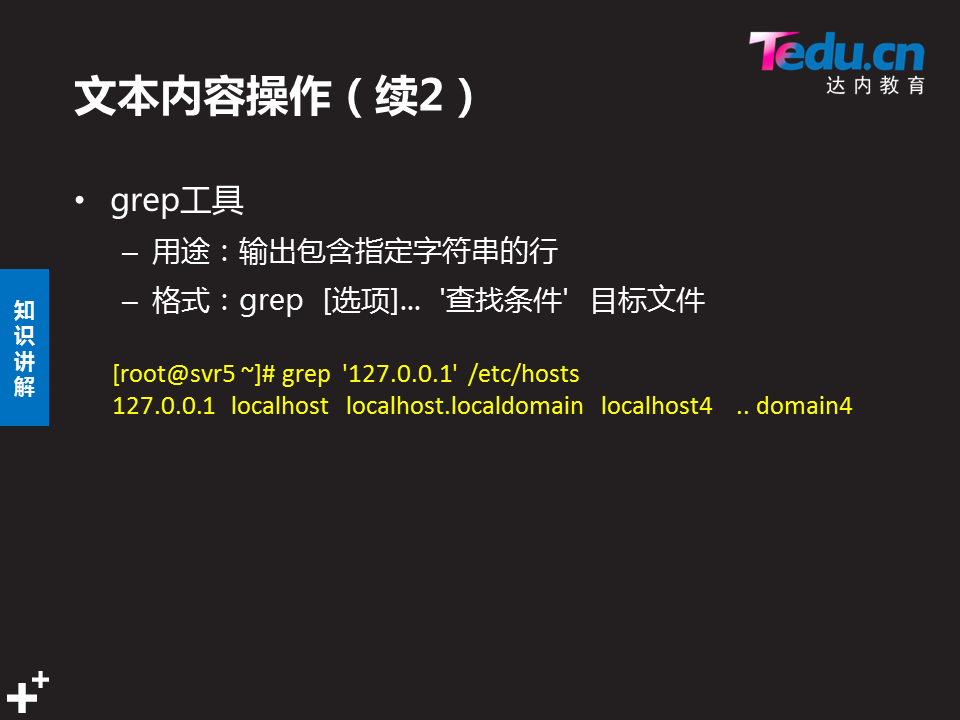 Tedu.cn
达内教育
文本内容操作（续2）
• grep工具
– 用途：输出包含指定字符串的行
– 格式：grep [选项]... '查找条件' 目标文件
知识讲解
[root@svr5 ~]# grep '127.0.0.1' /etc/hosts
127.0.0.1 localhost localhost.localdomain localhost4 .. domain4